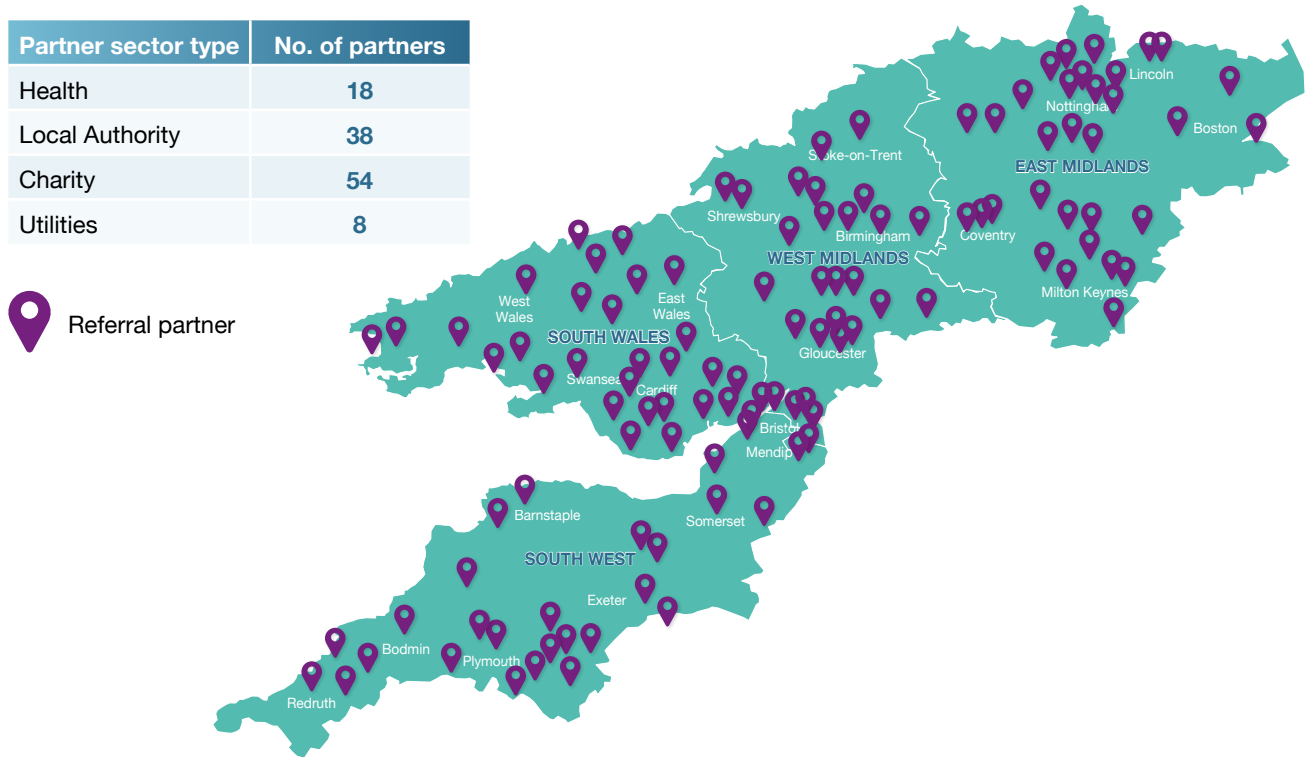 Partner sector type No. of partners
Health 18
Local Authority 38
Charity 54
Utilities 8
Referral partner
Lincoln
Nottingham
Boston
Stoke-on-Trent
EAST MIDLANDS
Shrewsbury
Birmingham
Coventry
WEST MIDLANDS
Milton Keynes
West
Wales
East
Wales
SOUTH WALES
Gloucester
Swansea
Cardiff
Bristol
Mendip
Barnstaple
Somerset
SOUTH WEST
Exeter
Bodmin
Plymouth
Redruth